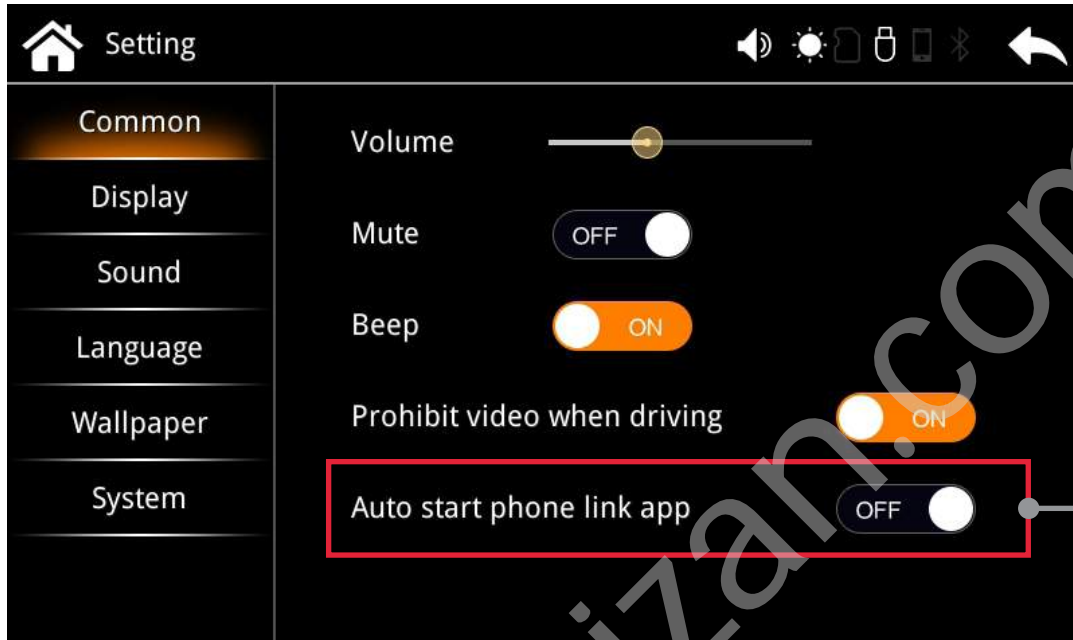 Setting
Common
Display
Sound
Language
Wallpaper
System
Volume
Mute OFF
Beep ON
Prohibit video when driving ON
Auto start phone link app OFF
izan.com